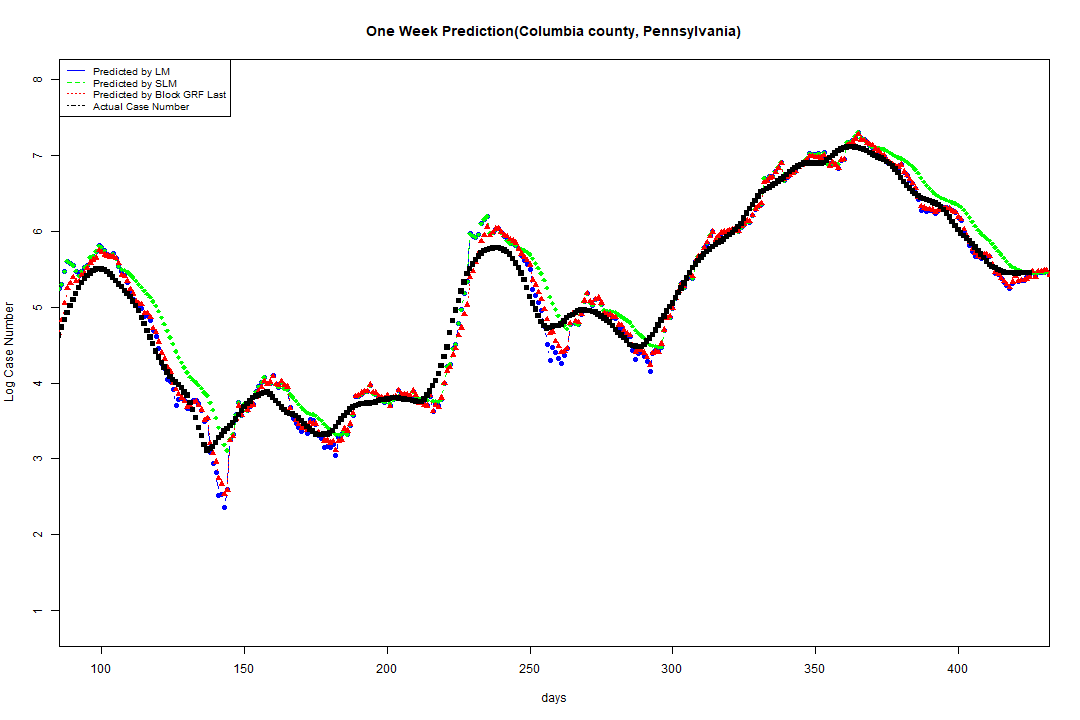 One Week Prediction(Columbia county, Pennsylvania)
Predicted by LM
Predicted by SLM
Predicted by Block GRF Last
Actual Case Number
8
7
6
5
4
3
2
1
Log Case Number
100 150 200 250 300 350 400
days